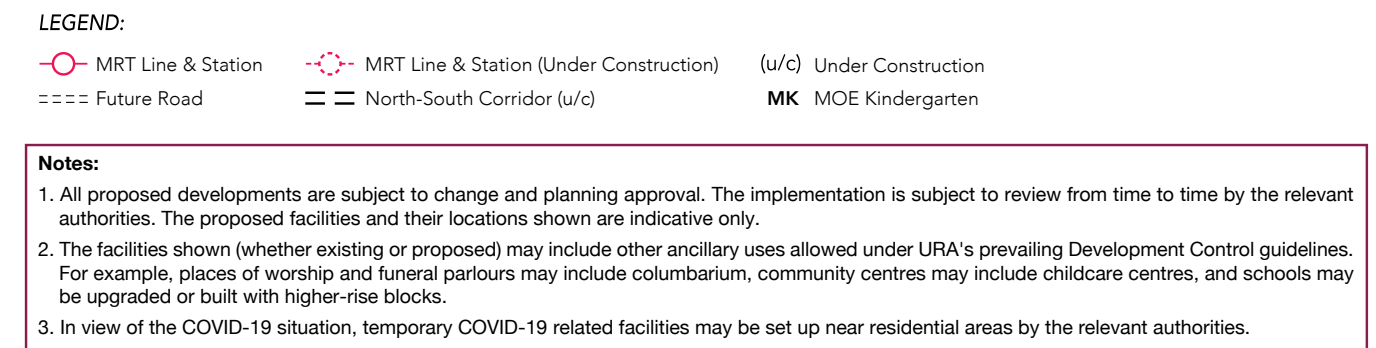 LEGEND:
MRT Line & Station MRT Line & Station (Under Construction) (u/c) Under Construction
Future Road North-South Corridor (u/c) MK MOE Kindergarten
Notes:
1. All proposed developments are subject to change and planning approval. The implementation is subject to review from time to time by the relevant
authorities. The proposed facilities and their locations shown are indicative only.
2. The facilities shown (whether existing or proposed) may include other ancillary uses allowed under URA's prevailing Development Control guidelines.
For example, places of worship and funeral parlours may include columbarium, community centres may include childcare centres, and schools may
be upgraded or built with higher-rise blocks.
3. In view of the COVID-19 situation, temporary COVID-19 related facilities may be set up near residential areas by the relevant authorities.